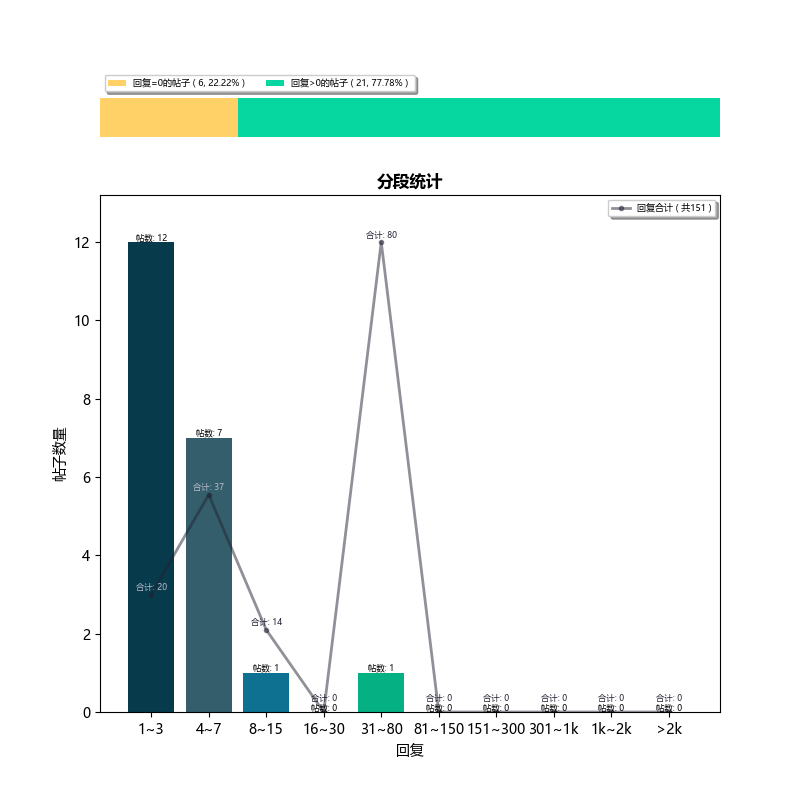 回复=0的帖子 ( 6, 22.22% ) 回复>0的帖子 ( 21, 77.78% )
分段统计
回复合计 ( 共151 )
帖数: 12
合计: 80
12
10
8
帖数: 7
帖子数量
6
合计: 37
4
合计: 20
2
合计: 14
帖数: 1
帖数: 1
合计: 0
合计: 0
合计: 0
合计: 0
合计: 0
合计: 0
帖数: 0
帖数: 0
帖数: 0
帖数: 0
帖数: 0
帖数: 0
0
1~3 4~7 8~15 16~30 31~80 81~150 151~300 301~1k 1k~2k >2k
回复